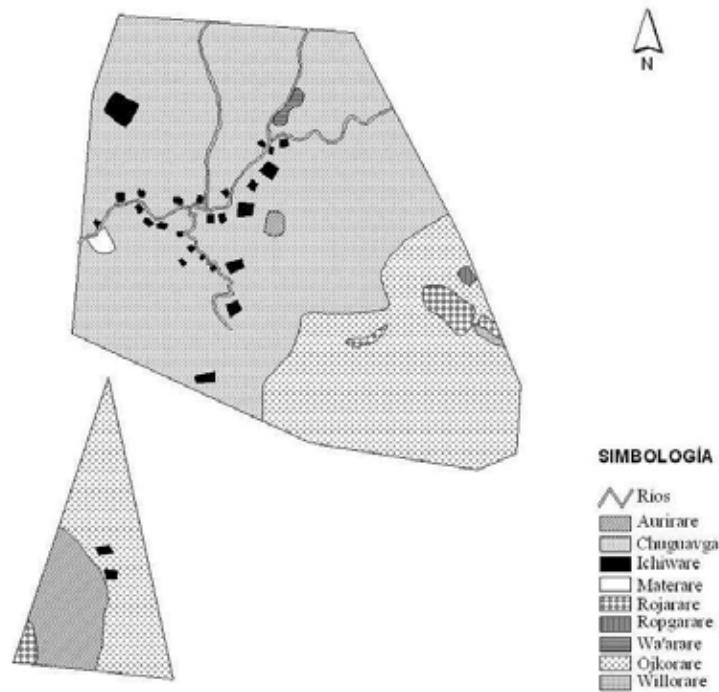 N
SIMBOLOGÍA
Ríos
Aurirare
Chuguavga
Ichiware
Materare
Rojarare
Ropgarare
Wa'arare
Ojkorare
Willorare